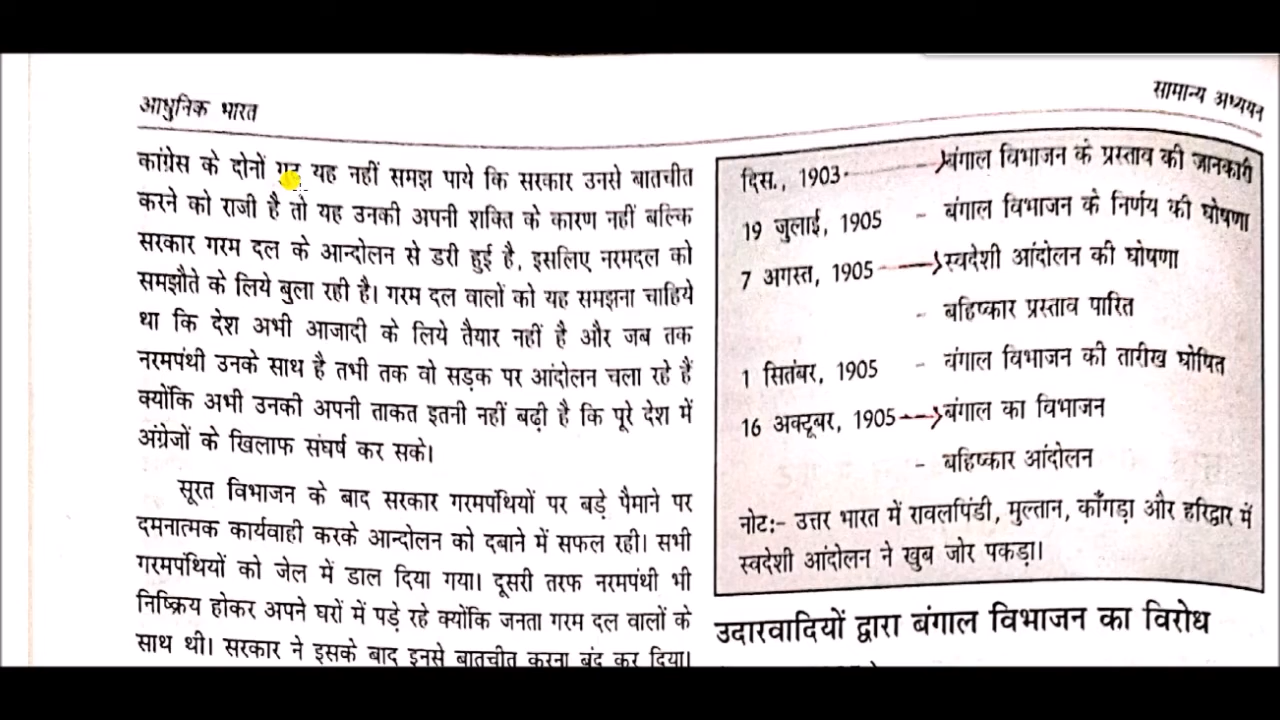 आधुनिक भारत
सामान्य अध्ययन
कांग्रेस के दोनों यह नहीं समझ पाये कि सरकार उनसे बातचीत
करने को राजी है तो यह उनकी अपनी शक्ति के कारण नहीं बल्कि
सरकार गरम दल के आन्दोलन से डरी हुई है, इसलिए नरमदल को
समझौते के लिये बुला रही है। गरम दल वालों को यह समझना चाहिये
था कि देश अभी आजादी के लिये तैयार नहीं है और जब तक
नरमपंथी उनके साथ है तभी तक वो सड़क पर आंदोलन चला रहे हैं
क्योंकि अभी उनकी अपनी ताकत इतनी नहीं बढ़ी है कि पूरे देश में
अंग्रेजों के खिलाफ संघर्ष कर सके।
सूरत विभाजन के बाद सरकार गरमपंथियों पर बड़े पैमाने पर
दमनात्मक कार्यवाही करके आन्दोलन को दबाने में सफल रही। सभी
गरमपंथियों को जेल में डाल दिया गया। दूसरी तरफ नरमपंथी भी
निष्क्रिय होकर अपने घरों में पड़े रहे क्योंकि जनता गरम दल वालों के
साथ थी। सरकार ने इसके बाद इनसे बातचीत करना बंद कर दिया।
दिस., 1903 बंगाल विभाजन के प्रस्ताव की जानकारी
19 जुलाई, 1905 - बंगाल विभाजन के निर्णय की घोषणा
7 अगस्त, 1905 स्वदेशी आंदोलन की घोषणा
- बहिष्कार प्रस्ताव पारित
1 सितंबर, 1905 - बंगाल विभाजन की तारीख घोषित
16 अक्टूबर, 1905 बंगाल का विभाजन
- बहिष्कार आंदोलन
नोट:- उत्तर भारत में रावलपिंडी, मुल्तान, काँगड़ा और हरिद्वार में
स्वदेशी आंदोलन ने खुब जोर पकड़ा।
उदारवादियों द्वारा बंगाल विभाजन का विरोध